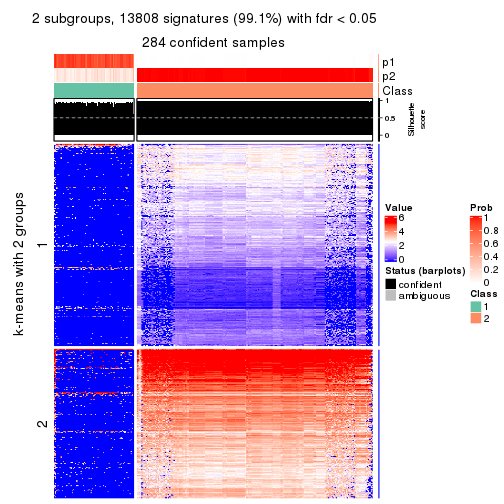 2 subgroups, 13808 signatures (99.1%) with fdr < 0.05
284 confident samples
p1
p2
Class
1
0.5
0
Silhouette
score
k-means with 2 groups
1
2
Value
6
4
2
0
Status (barplots)
confident
ambiguous
Prob
1
0.8
0.6
0.4
0.2
0
Class
1
2